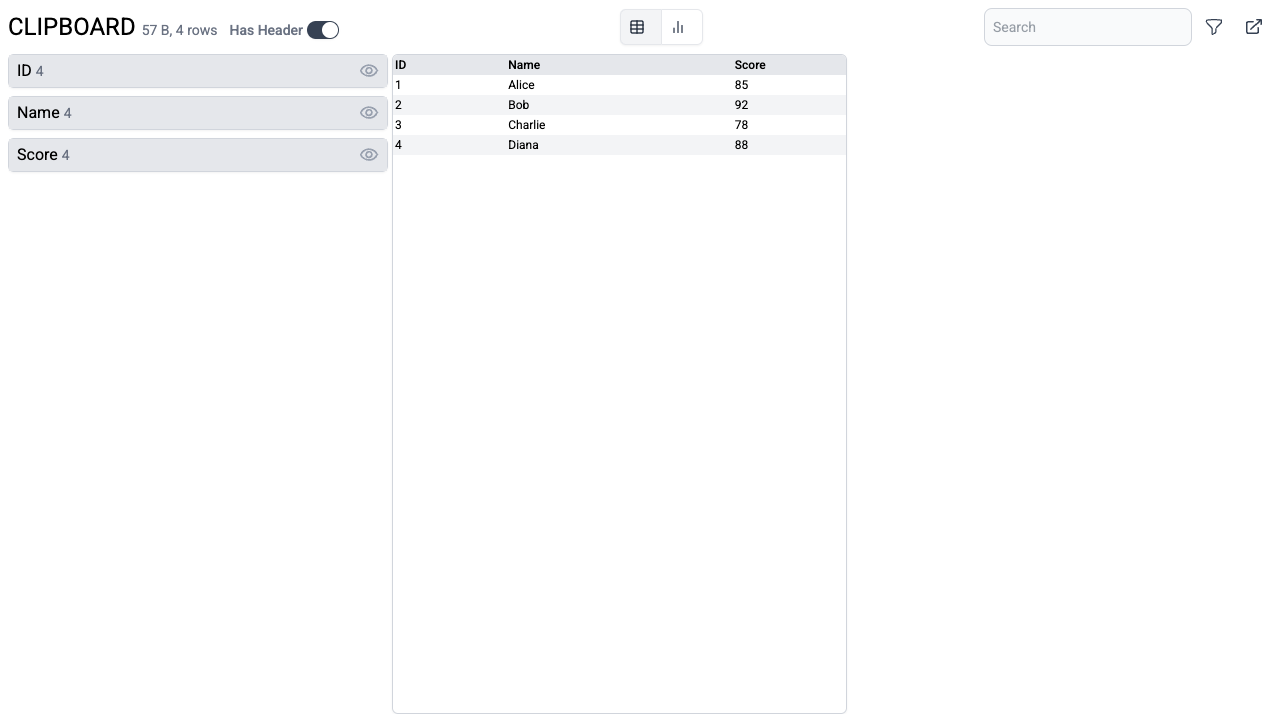 CLIPBOARD 57 B, 4 rows Has Header Search
ID 4
Name 4
Score 4
ID Name Score
1 Alice 85
2 Bob 92
3 Charlie 78
4 Diana 88